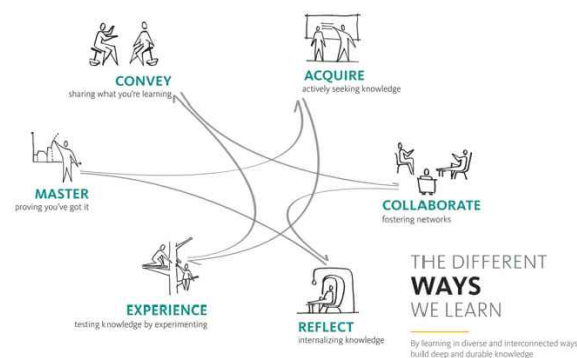 CONVEY
sharing what you're learning
ACQUIRE
actively seeking knowledge
MASTER
proving you've got it
COLLABORATE
fostering networks
EXPERIENCE
testing knowledge by experimenting
REFLECT
internalizing knowledge
THE DIFFERENT
WAYS
WE LEARN
By learning in diverse and interconnected ways
build deep and durable knowledge